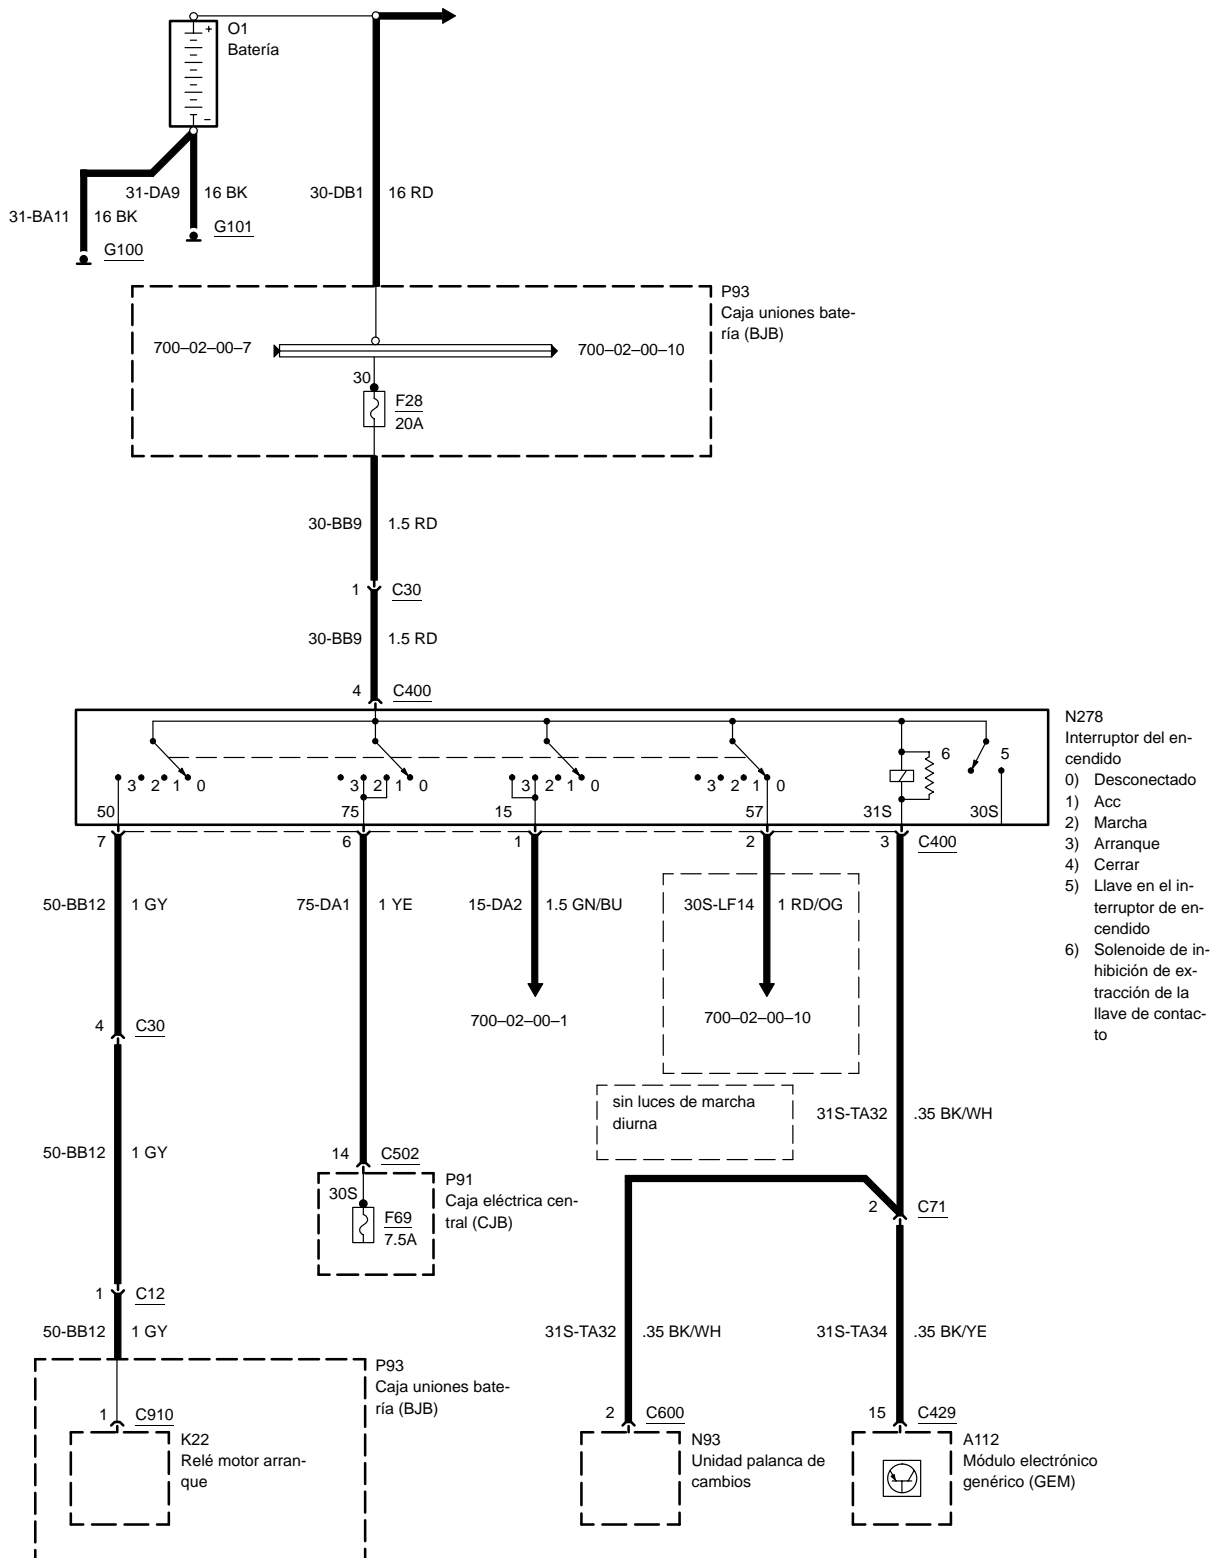 O1
Batería
+
−
31-DA9 16 BK
30-DB1 16 RD
31-BA11 16 BK
G101
G100
P93
Caja uniones bate-
ría (BJB)
700–02–00–7
700–02–00–10
30
F28
20A
30-BB9 1.5 RD
1 C30
30-BB9 1.5 RD
4 C400
N278
Interruptor del en-
cendido
0) Desconectado
1) Acc
2) Marcha
3) Arranque
4) Cerrar
5) Llave en el in-
terruptor de en-
cendido
6) Solenoide de in-
hibición de ex-
tracción de la
llave de contac-
to
6
5
3 2 1 0
3 2 1 0
3 2 1 0
3 2 1 0
50 75 15 57 31S 30S
7 6 1 2 3 C400
50-BB12 1 GY
75-DA1 1 YE
15-DA2 1.5 GN/BU
30S-LF14 1 RD/OG
700–02–00–1
700–02–00–10
4 C30
sin luces de marcha
diurna
31S-TA32 .35 BK/WH
50-BB12 1 GY
14 C502
P91
Caja eléctrica cen-
tral (CJB)
30S
F69
7.5A
2 C71
1 C12
50-BB12 1 GY
31S-TA32 .35 BK/WH
31S-TA34 .35 BK/YE
P93
Caja uniones bate-
ría (BJB)
1 C910
K22
Relé motor arran-
que
2 C600
N93
Unidad palanca de
cambios
15 C429
A112
Módulo electrónico
genérico (GEM)